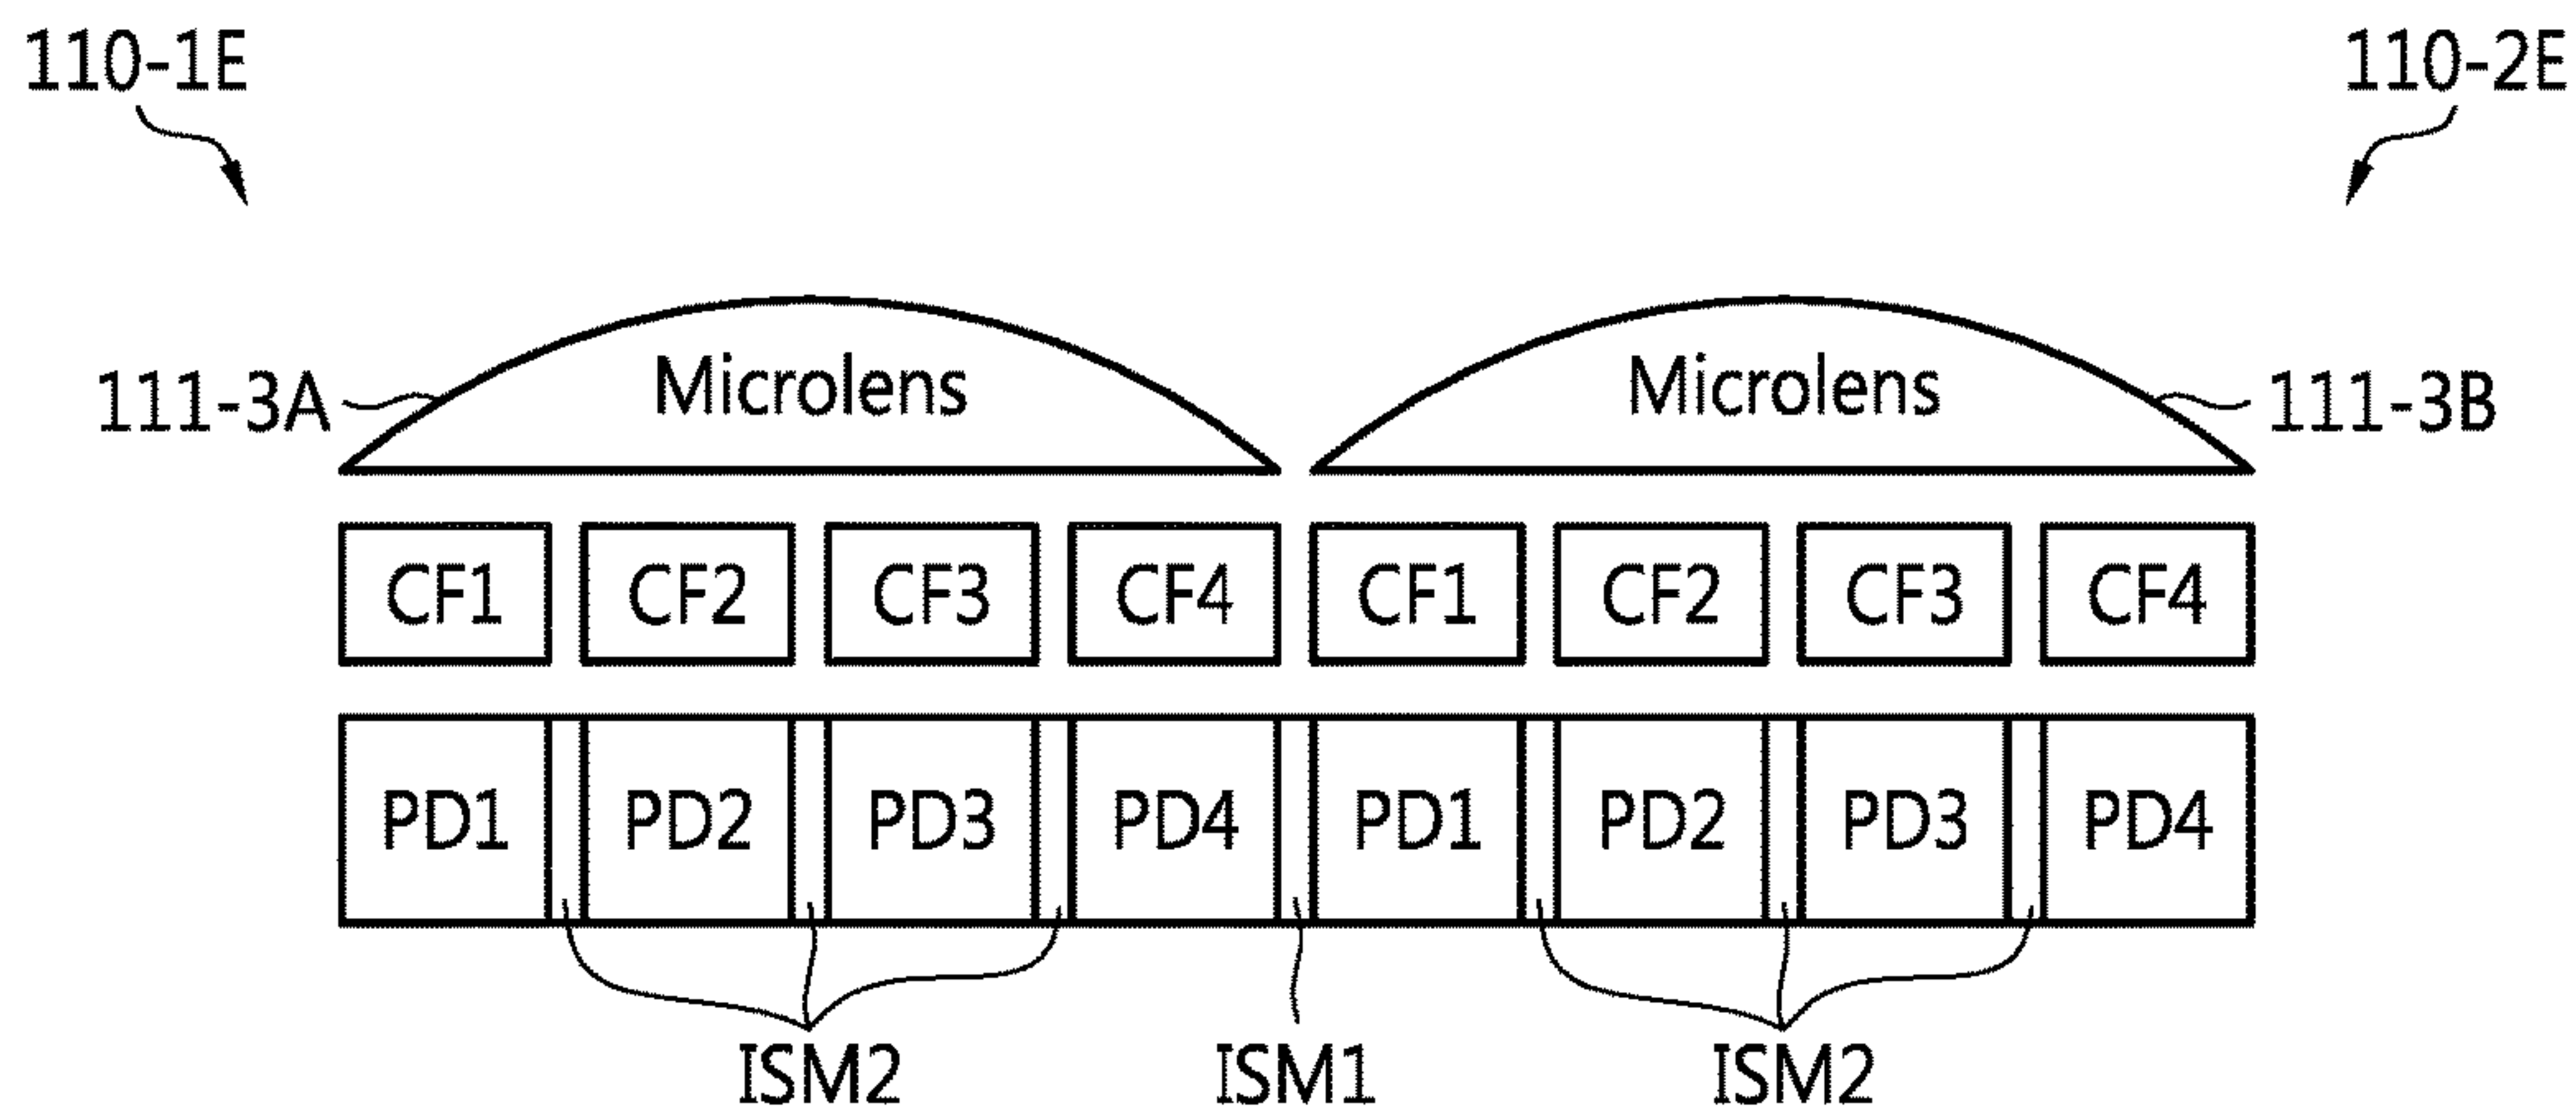 110-1E 110-2E
Microlens Microlens
111-3A 111-3B
CF1 CF2 CF3 CF4 CF1 CF2 CF3 CF4
PD1 PD2 PD3 PD4 PD1 PD2 PD3 PD4
ISM2 ISM1 ISM2